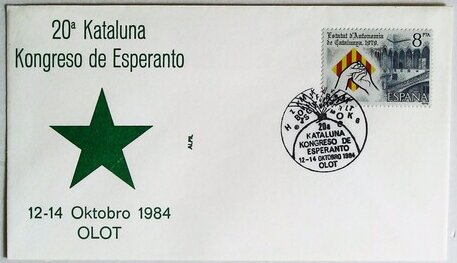 20ª Kataluna
Kongreso de Esperanto
12-14 Oktobro 1984
OLOT
ALFIL
Estatut d'Autonomia
de Catalunya, 1979.
8 PTA
ESPAÑA
20ª
KATALUNA
KONGRESO DE
ESPERANTO
12-14 OKTOBRO 1984
OLOT